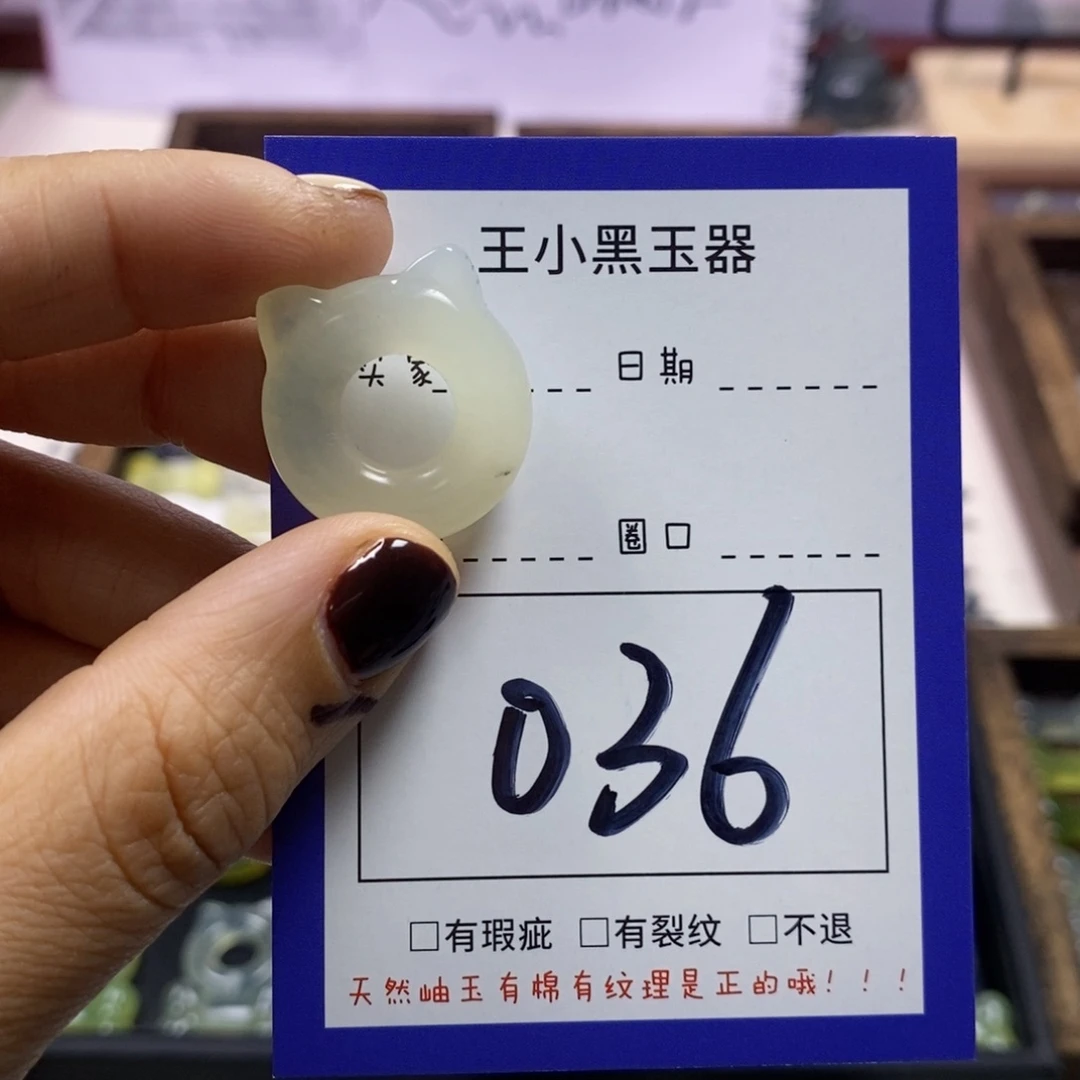 王小黑玉器
日期
圈口
036
□有瑕疵 □有裂纹 □不退
天然岫玉有棉有纹理是正的哦！！！